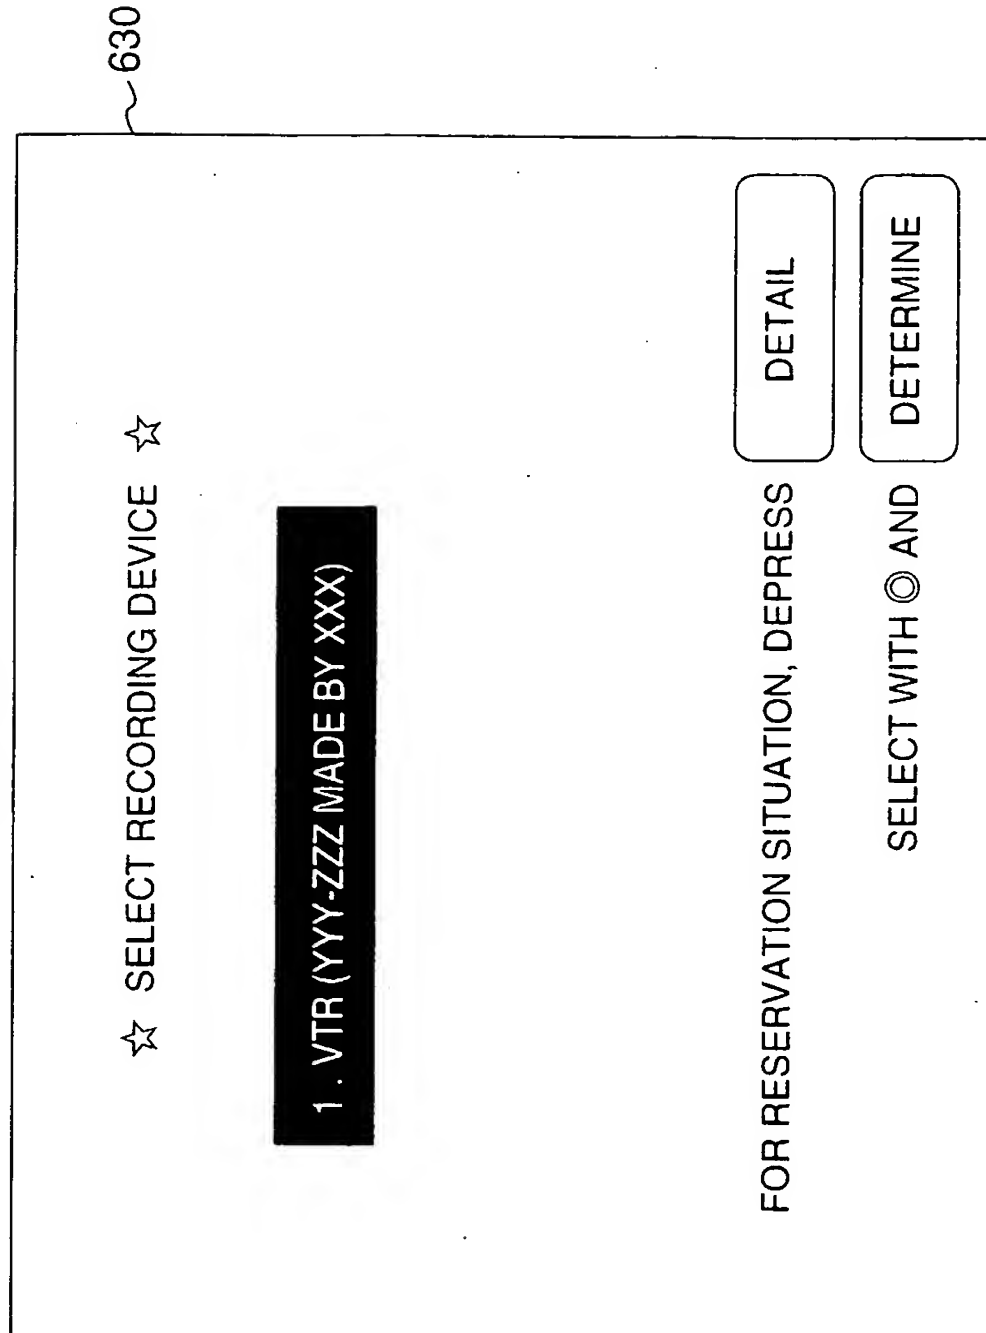 630
☆ SELECT RECORDING DEVICE ☆
1 . VTR (YYY-ZZZ MADE BY XXX)
FOR RESERVATION SITUATION, DEPRESS DETAIL
SELECT WITH ◎ AND DETERMINE